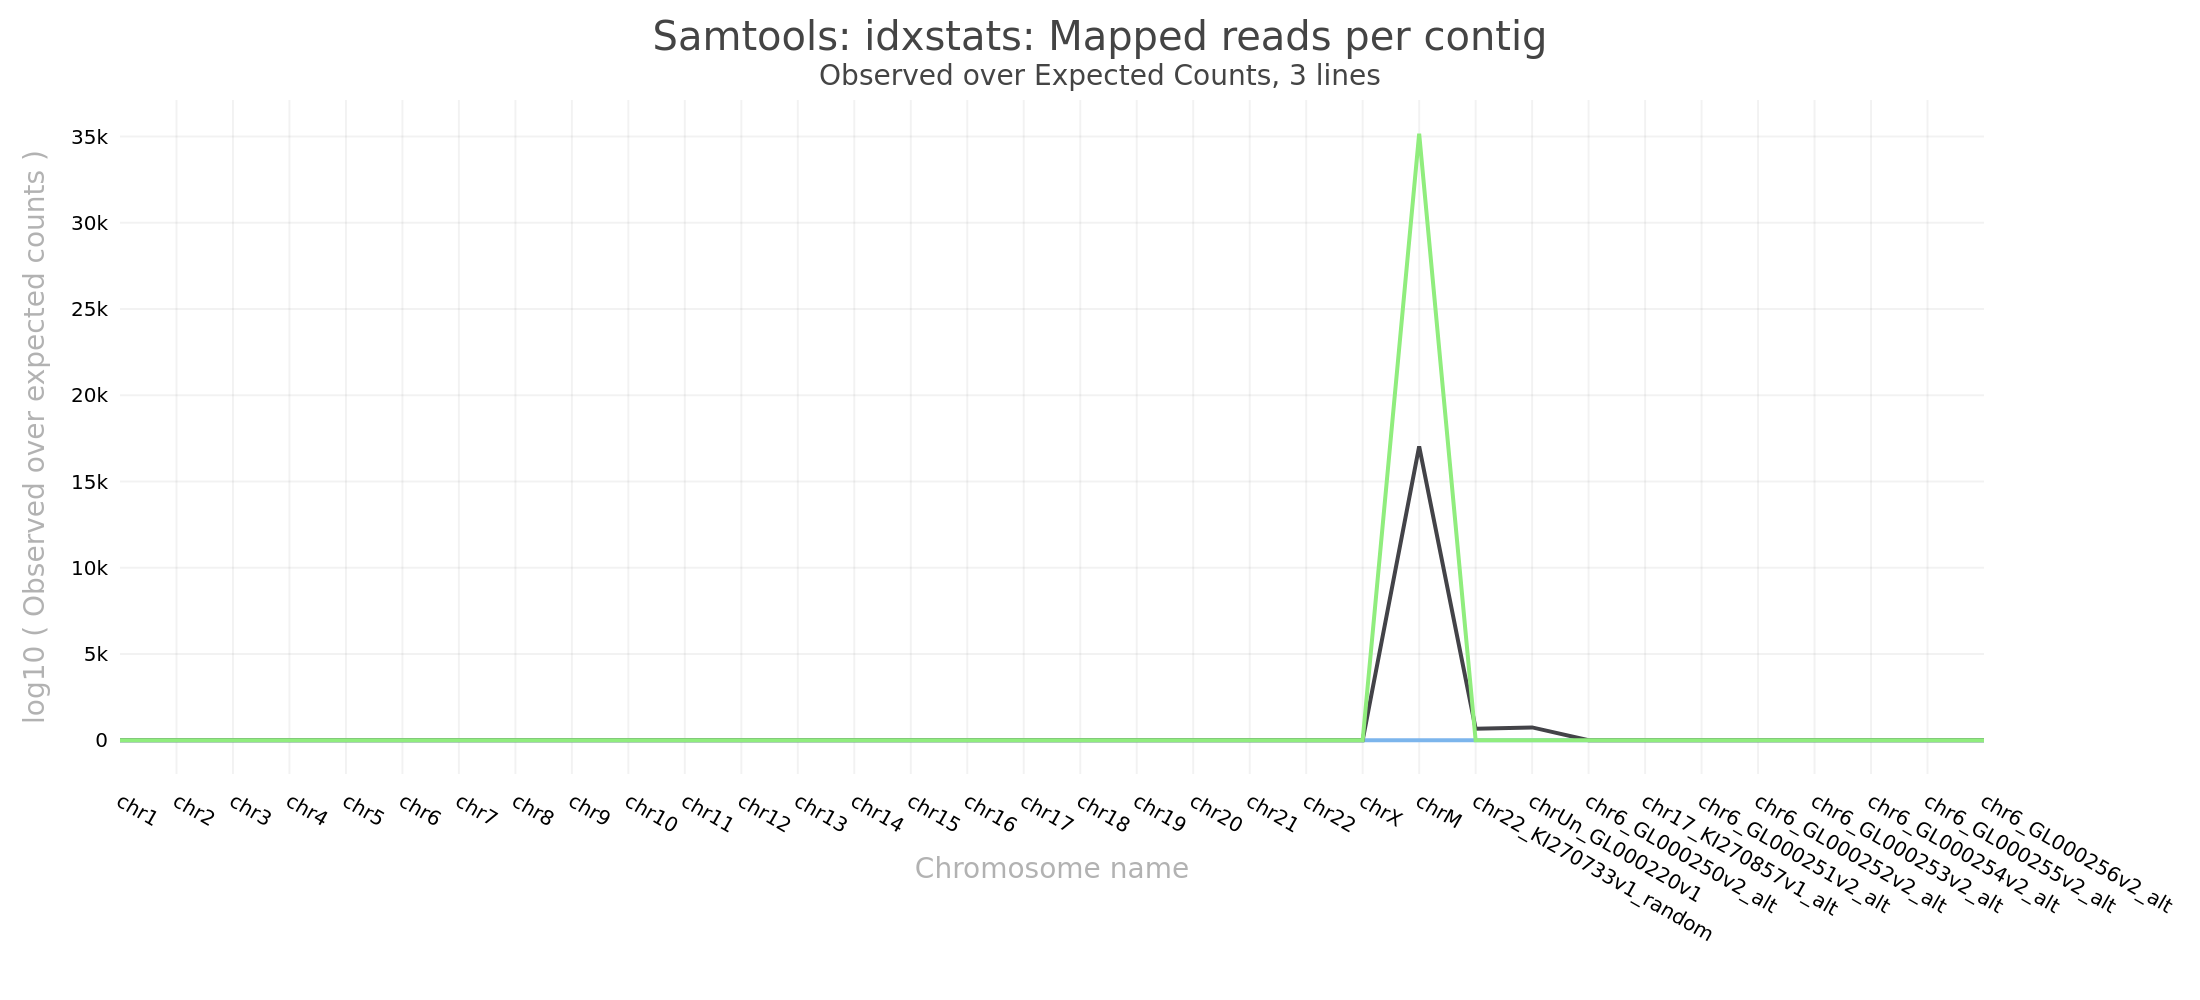 Samtools: idxstats: Mapped reads per contig
Observed over Expected Counts, 3 lines
log10 ( Observed over expected counts )
35k
30k
25k
20k
15k
10k
5k
0
chr1
chr2
chr3
chr4
chr5
chr6
chr7
chr8
chr9
chr10
chr11
chr12
chr13
chr14
chr15
chr16
chr17
chr18
chr19
chr20
chr21
chr22
chrX
chrM
chr22_KI270733v1_random
chrUn_GL000220v1
chr6_GL000250v2_alt
chr17_KI270857v1_alt
chr6_GL000251v2_alt
chr6_GL000252v2_alt
chr6_GL000253v2_alt
chr6_GL000254v2_alt
chr6_GL000255v2_alt
chr6_GL000256v2_alt
Chromosome name